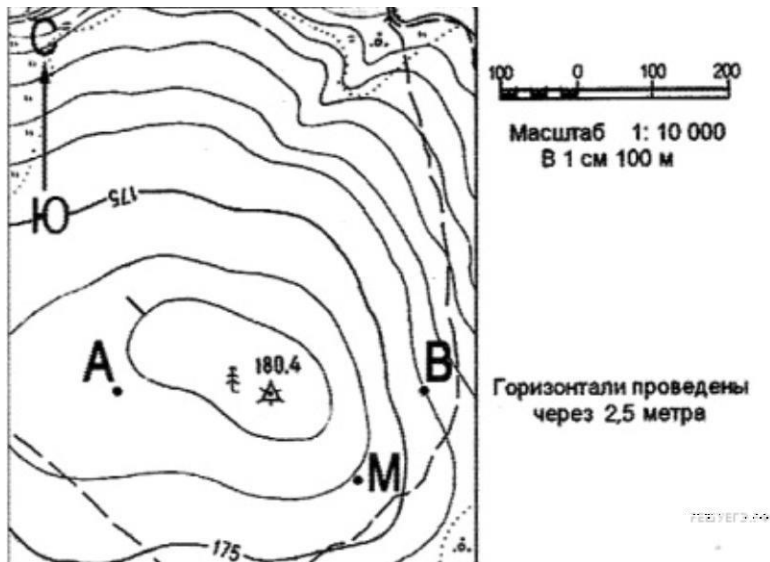 С
Ю
175
180.4
А
В
М
175
100 0 100 200
Масштаб 1: 10 000
В 1 см 100 м
Горизонтали проведены
через 2,5 метра